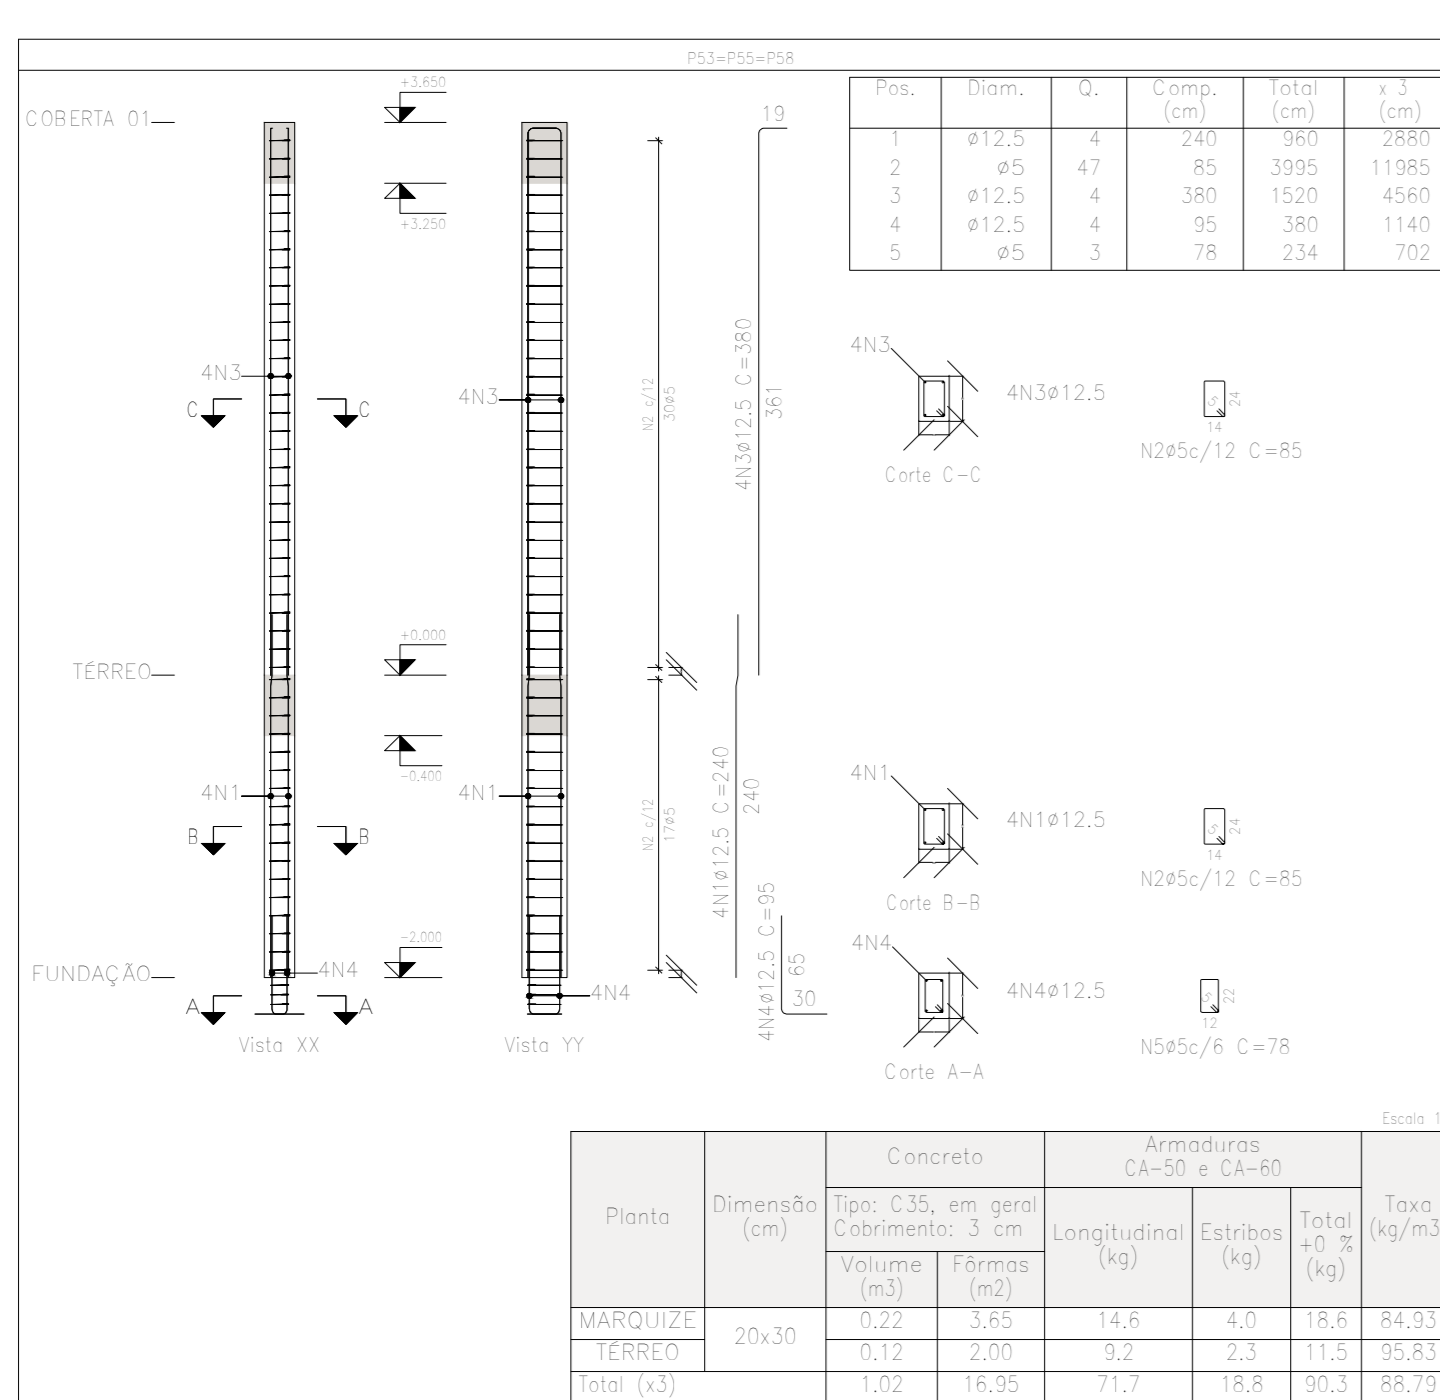 P53=P55=P58
Pos. Diam. Q. Comp. (cm) Total (cm) x 3 (cm)
1 ø12.5 4 240 960 2880
2 ø5 47 85 3995 11985
3 ø12.5 4 380 1520 4560
4 ø12.5 4 95 380 1140
5 ø5 3 78 234 702
COBERTA 01
+3.650
+3.250
19
4N3
4N3
C C
N2 c/12
30ø5
4N3ø12.5 C=380
361
4N3
4N3ø12.5
Corte C-C
5
24
14
N2ø5c/12 C=85
TÉRREO
+0.000
-0.400
4N1
4N1
B B
N2 c/12
17ø5
4N1ø12.5 C=240
240
4N1
4N1ø12.5
Corte B-B
5
24
14
N2ø5c/12 C=85
FUNDAÇÃO
-2.000
4N4
4N4
A A
Vista XX
Vista YY
4N4ø12.5 C=95
65
30
4N4
4N4ø12.5
Corte A-A
5
22
12
N5ø5c/6 C=78
Escala 1
Planta
Dimensão
(cm)
Concreto
Tipo: C35, em geral
Cobrimento: 3 cm
Volume
(m3)
Fôrmas
(m2)
Armaduras
CA-50 e CA-60
Longitudinal
(kg)
Estribos
(kg)
Total
+0 %
(kg)
Taxa
(kg/m3
MARQUIZE 20x30 0.22 3.65 14.6 4.0 18.6 84.93
TÉRREO 0.12 2.00 9.2 2.3 11.5 95.83
Total (x3) 1.02 16.95 71.7 18.8 90.3 88.79